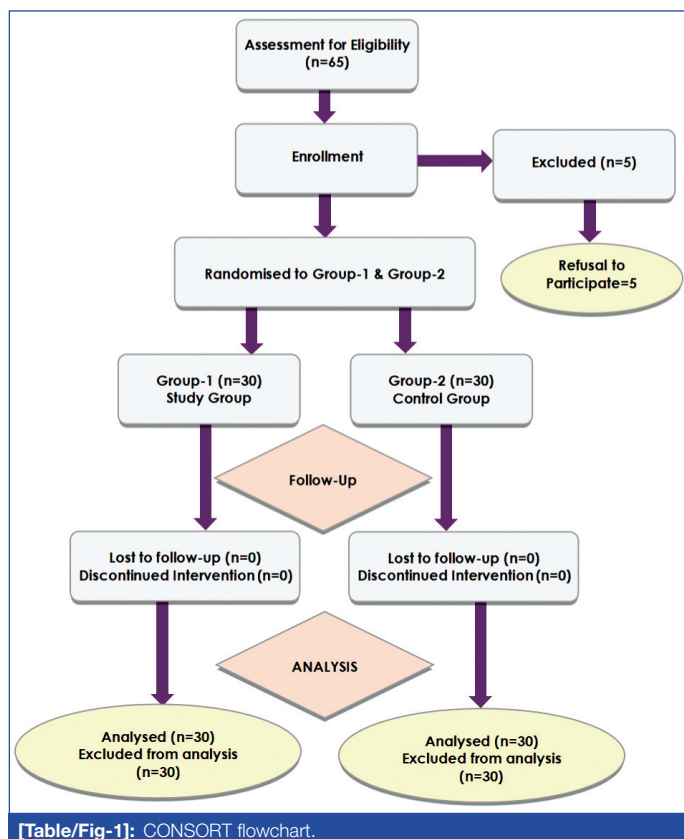 Assessment for Eligibility
(n=65)
Enrollment
Excluded (n=5)
Refusal to
Participate=5
Randomised to Group-1 & Group-2
Group-1 (n=30)
Study Group
Group-2 (n=30)
Control Group
Follow-Up
Lost to follow-up (n=0)
Discontinued Intervention (n=0)
Lost to follow-up (n=0)
Discontinued Intervention (n=0)
ANALYSIS
Analysed (n=30)
Excluded from analysis
(n=30)
Analysed (n=30)
Excluded from analysis
(n=30)
[Table/Fig-1]: CONSORT flowchart.